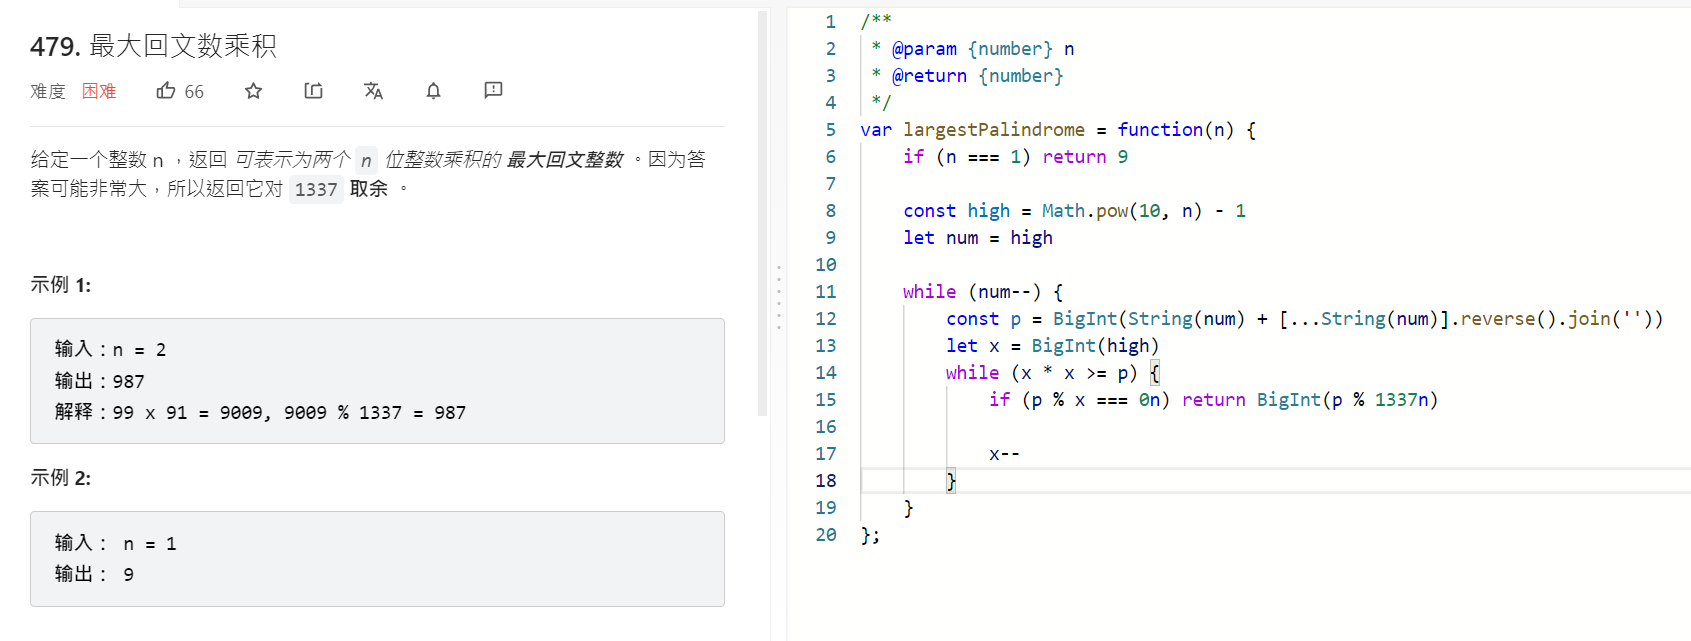 479. 最大回文数乘积
难度 困难 66
给定一个整数 n ，返回 可表示为两个 n 位整数乘积的 最大回文整数 。因为答
案可能非常大，所以返回它对 1337 取余 。
示例 1:
输入：n = 2
输出：987
解释：99 x 91 = 9009, 9009 % 1337 = 987
示例 2:
输入： n = 1
输出： 9
1 /**
2  * @param {number} n
3  * @return {number}
4  */
5 var largestPalindrome = function(n) {
6     if (n === 1) return 9
7
8     const high = Math.pow(10, n) - 1
9     let num = high
10
11     while (num--) {
12         const p = BigInt(String(num) + [...String(num)].reverse().join(''))
13         let x = BigInt(high)
14         while (x * x >= p) {
15             if (p % x === 0n) return BigInt(p % 1337n)
16
17             x--
18         }
19     }
20 };